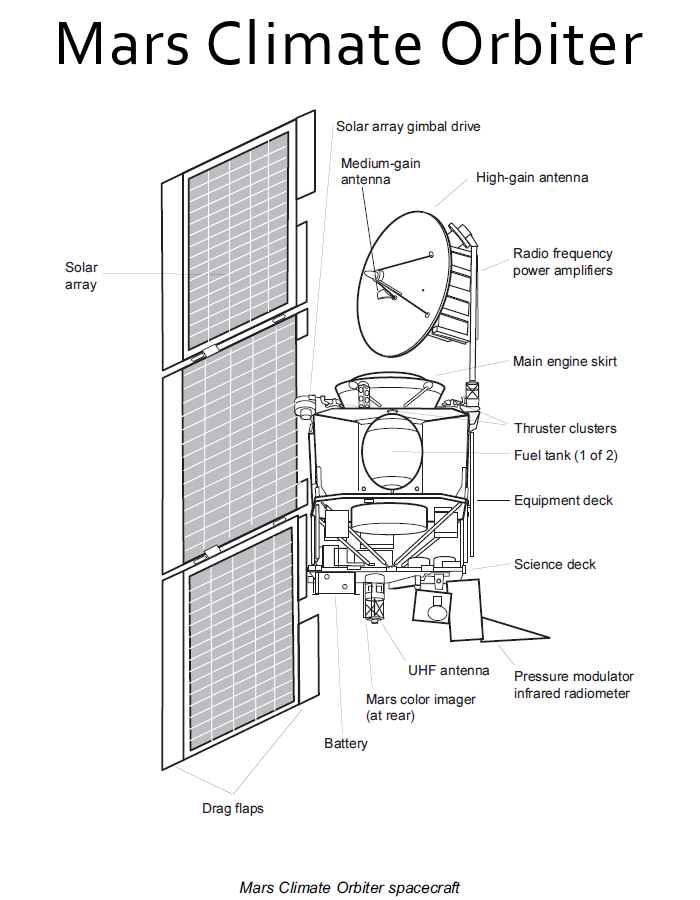 Mars Climate Orbiter
Solar array gimbal drive
Medium-gain
antenna
High-gain antenna
Radio frequency
power amplifiers
Solar
array
Main engine skirt
Thruster clusters
Fuel tank (1 of 2)
Equipment deck
Science deck
UHF antenna
Pressure modulator
infrared radiometer
Mars color imager
(at rear)
Battery
Drag flaps
Mars Climate Orbiter spacecraft